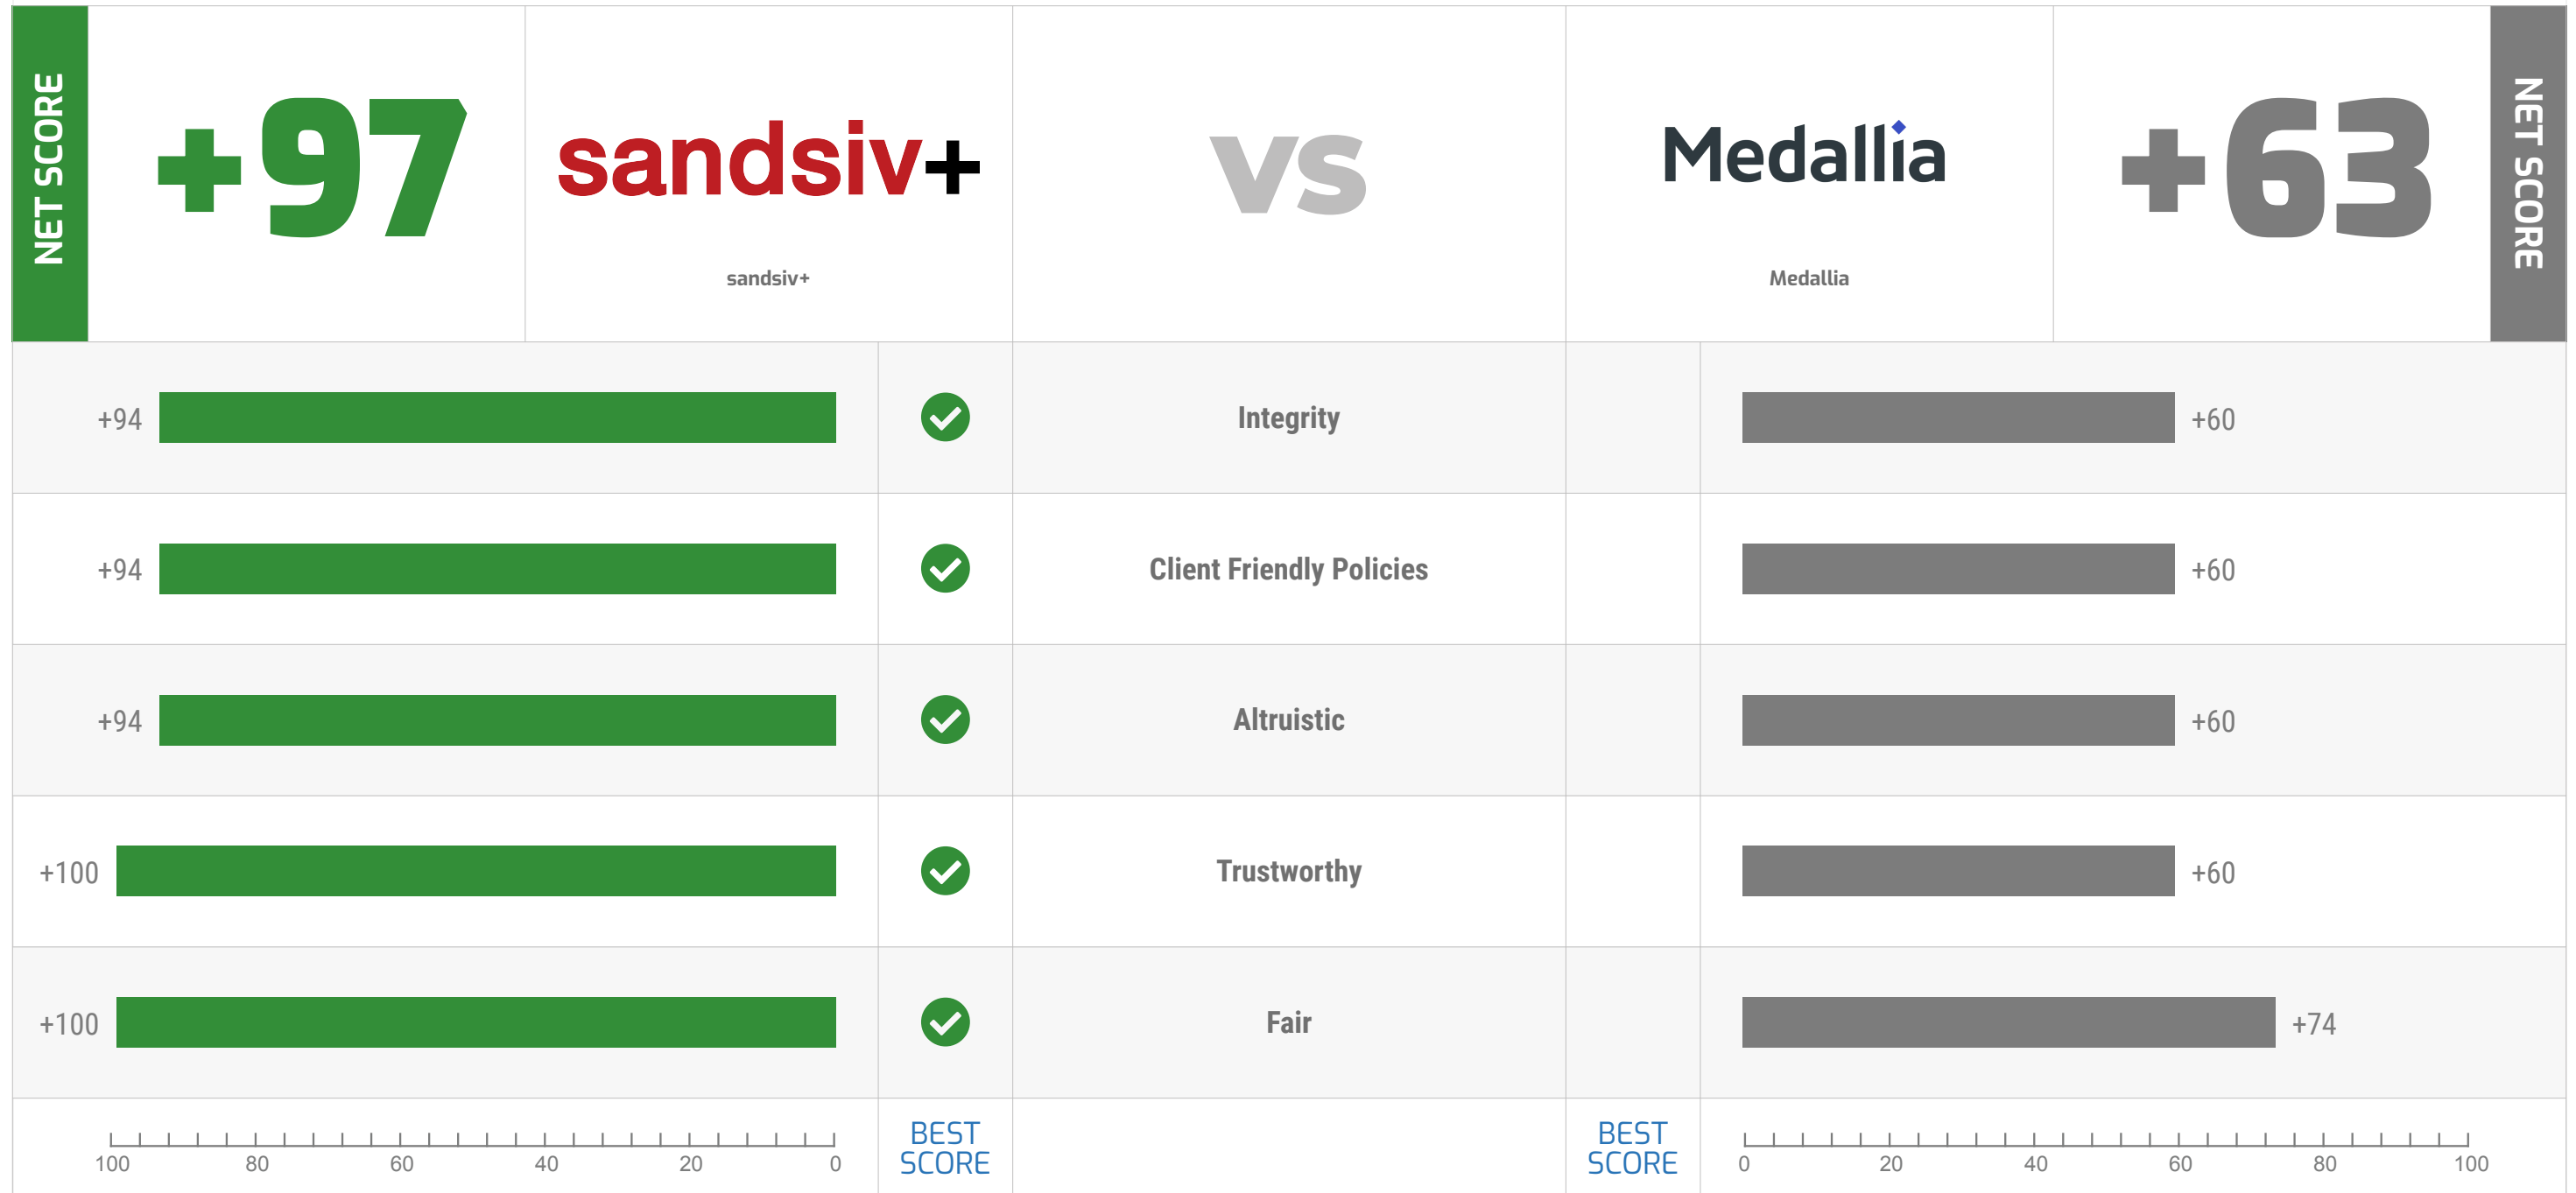 NET SCORE
+97
sandsiv+
sandsiv+
vs
Medallia
Medallia
+63
NET SCORE
+94
Integrity
+60
+94
Client Friendly Policies
+60
+94
Altruistic
+60
+100
Trustworthy
+60
+100
Fair
+74
100 80 60 40 20 0
BEST
SCORE
BEST
SCORE
0 20 40 60 80 100